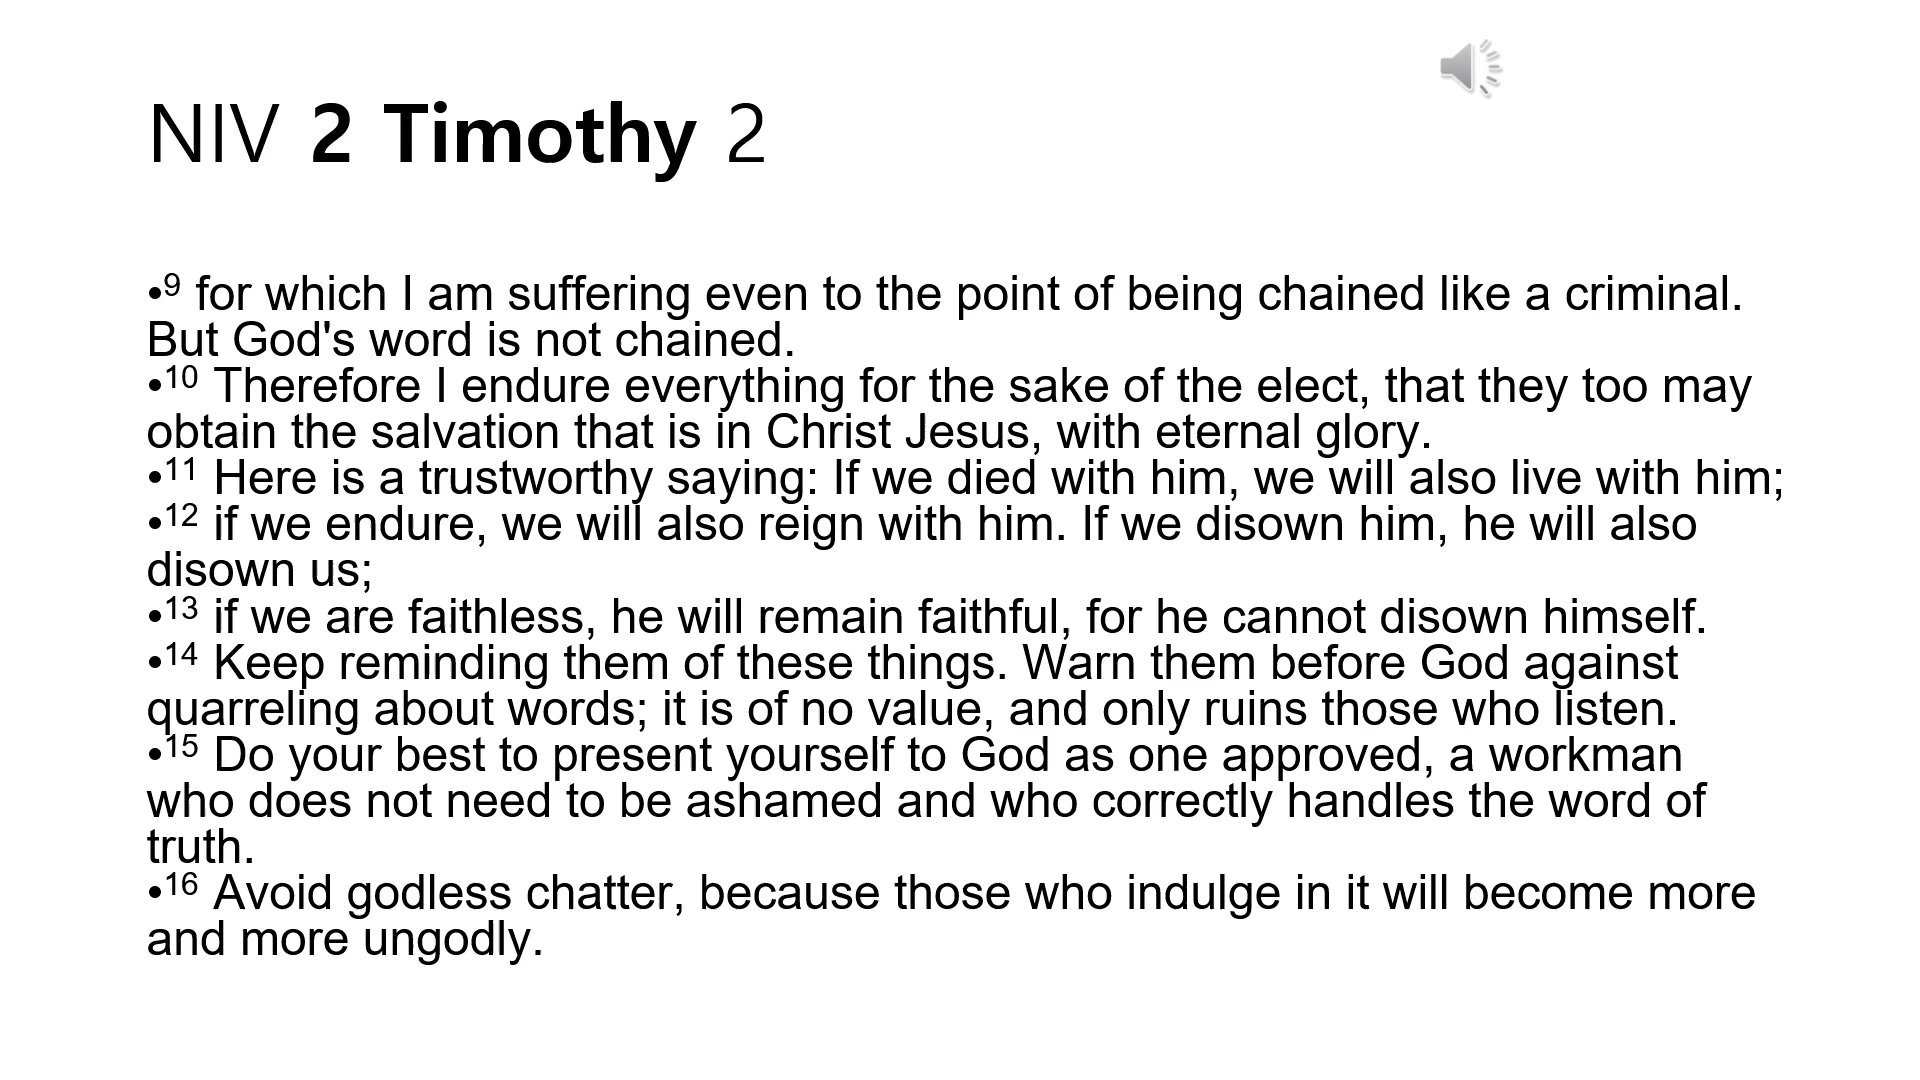 NIV 2 Timothy 2
•9 for which I am suffering even to the point of being chained like a criminal.
But God's word is not chained.
•10 Therefore I endure everything for the sake of the elect, that they too may
obtain the salvation that is in Christ Jesus, with eternal glory.
•11 Here is a trustworthy saying: If we died with him, we will also live with him;
•12 if we endure, we will also reign with him. If we disown him, he will also
disown us;
•13 if we are faithless, he will remain faithful, for he cannot disown himself.
•14 Keep reminding them of these things. Warn them before God against
quarreling about words; it is of no value, and only ruins those who listen.
•15 Do your best to present yourself to God as one approved, a workman
who does not need to be ashamed and who correctly handles the word of
truth.
•16 Avoid godless chatter, because those who indulge in it will become more
and more ungodly.